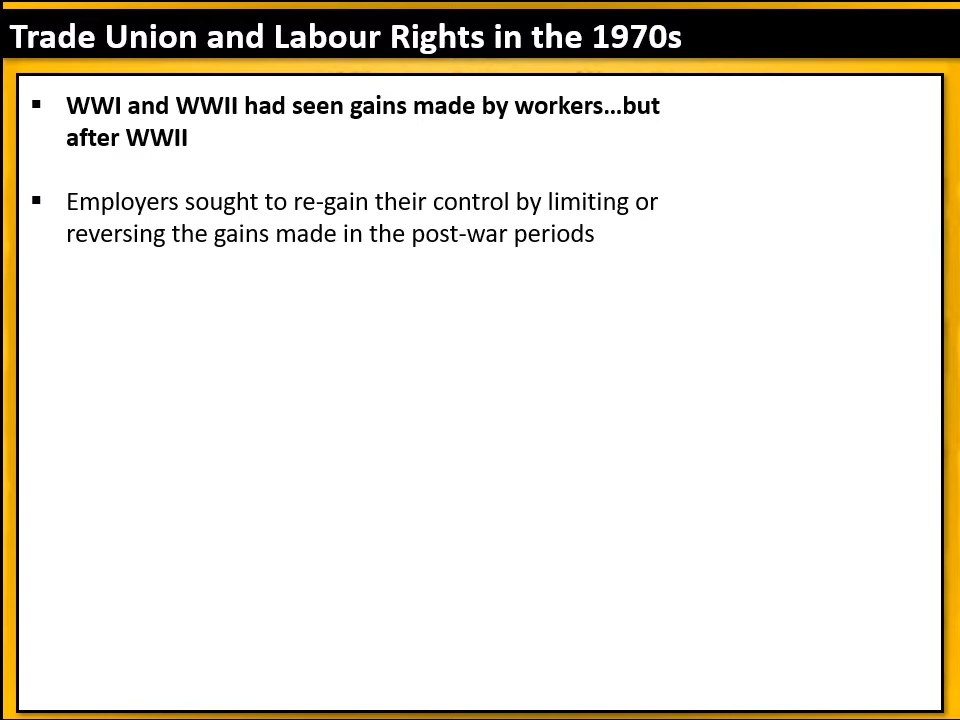 Trade Union and Labour Rights in the 1970s
▪ WWI and WWII had seen gains made by workers…but
after WWII
▪ Employers sought to re-gain their control by limiting or
reversing the gains made in the post-war periods